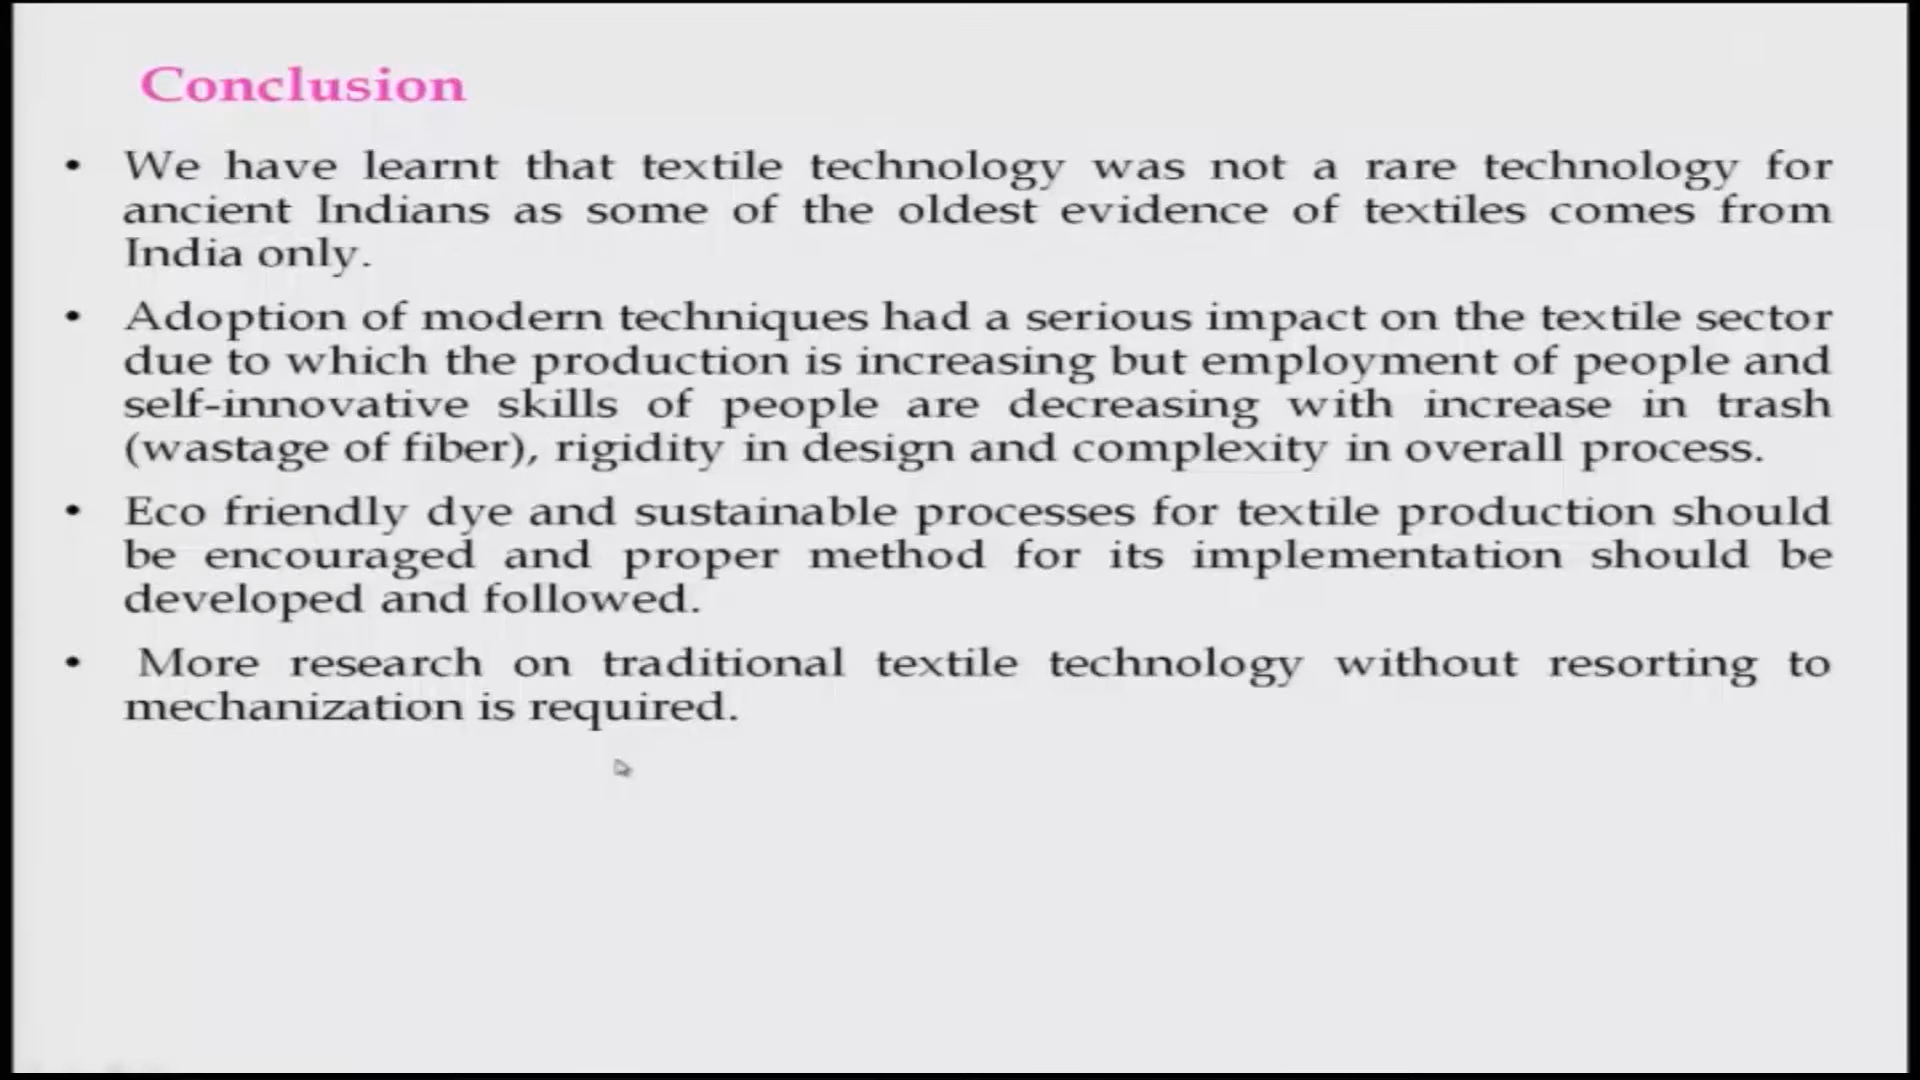 Conclusion
• We have learnt that textile technology was not a rare technology for
ancient Indians as some of the oldest evidence of textiles comes from
India only.
• Adoption of modern techniques had a serious impact on the textile sector
due to which the production is increasing but employment of people and
self-innovative skills of people are decreasing with increase in trash
(wastage of fiber), rigidity in design and complexity in overall process.
• Eco friendly dye and sustainable processes for textile production should
be encouraged and proper method for its implementation should be
developed and followed.
• More research on traditional textile technology without resorting to
mechanization is required.